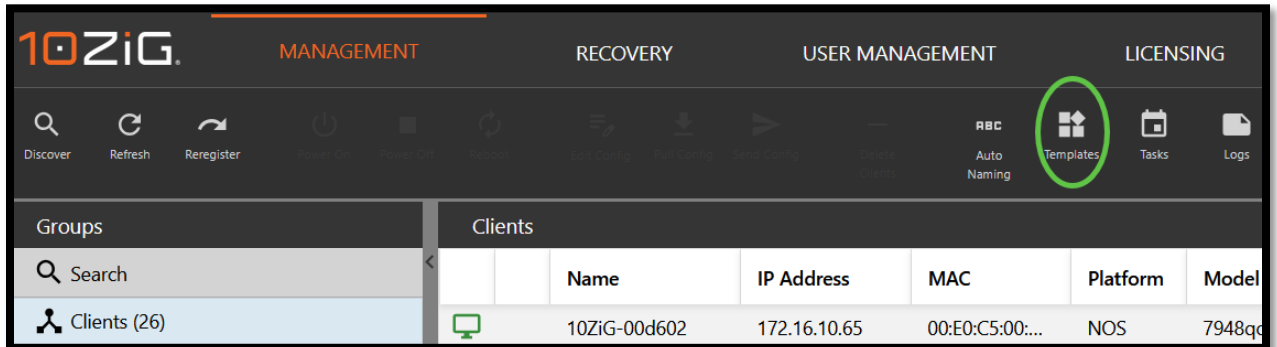 10ZiG®
MANAGEMENT RECOVERY USER MANAGEMENT LICENSING
Discover Refresh Reregister Power On Power Off Reboot Edit Config Pull Config Send Config Delete Clients Auto Naming Templates Tasks Logs
Groups Clients
Search
Name IP Address MAC Platform Model
Clients (26)
10ZiG-00d602 172.16.10.65 00:E0:C5:00:... NOS 7948qc